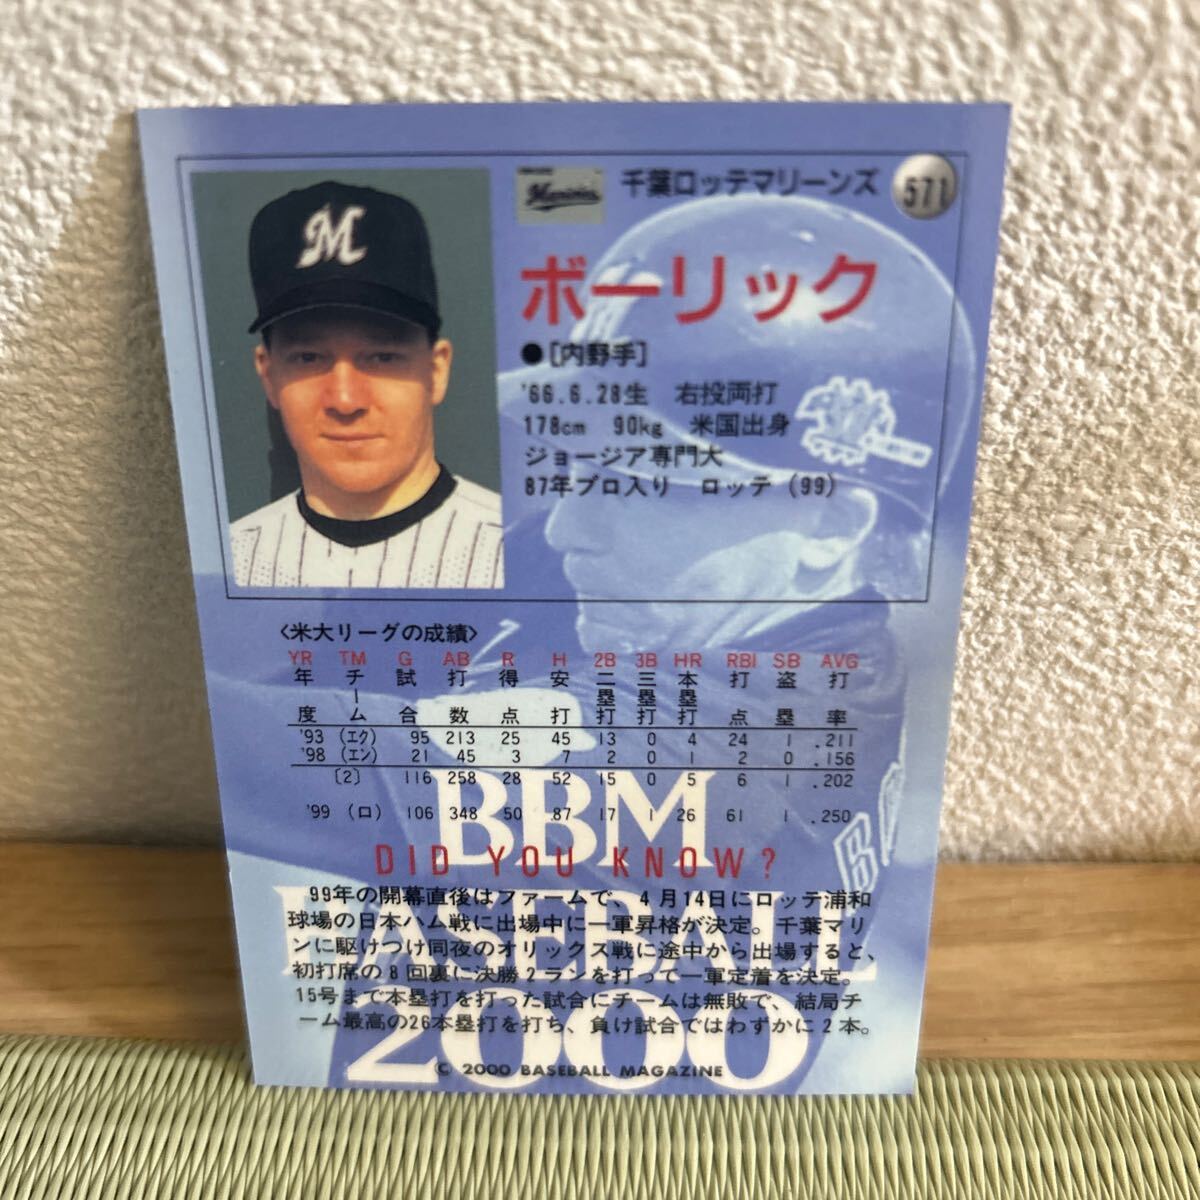 千葉ロッテマリーンズ
571
M
Marines
ボーリック
●[内野手]
'66.6.28生 右投両打
178cm 90kg 米国出身
ジョージア専門大
87年プロ入り ロッテ(99)
〈米大リーグの成績〉
YR TM G AB R H 2B 3B HR RBI SB AVG
年度 チーム 試合 打数 得点 安打 二塁打 三塁打 本塁打 打点 盗塁 打率
'93 (エク) 95 213 25 45 13 0 4 24 1 .211
'98 (エン) 21 45 3 7 2 0 1 2 0 .156
[2] 116 258 28 52 15 0 5 6 1 .202
'99 (ロ) 106 348 50 87 17 1 26 61 1 .250
DID YOU KNOW?
99年の開幕直後はファームで、4月14日にロッテ浦和
球場の日本ハム戦に出場中に一軍昇格が決定。千葉マリ
ンに駆けつけ同夜のオリックス戦に途中から出場すると、
初打席の8回裏に決勝2ランを打って一軍定着を決定。
15号まで本塁打を打った試合にチームは無敗で、結局チ
ーム最高の26本塁打を打ち、負け試合ではわずかに2本。
BBM
BASEBALL
2000
© 2000 BASEBALL MAGAZINE